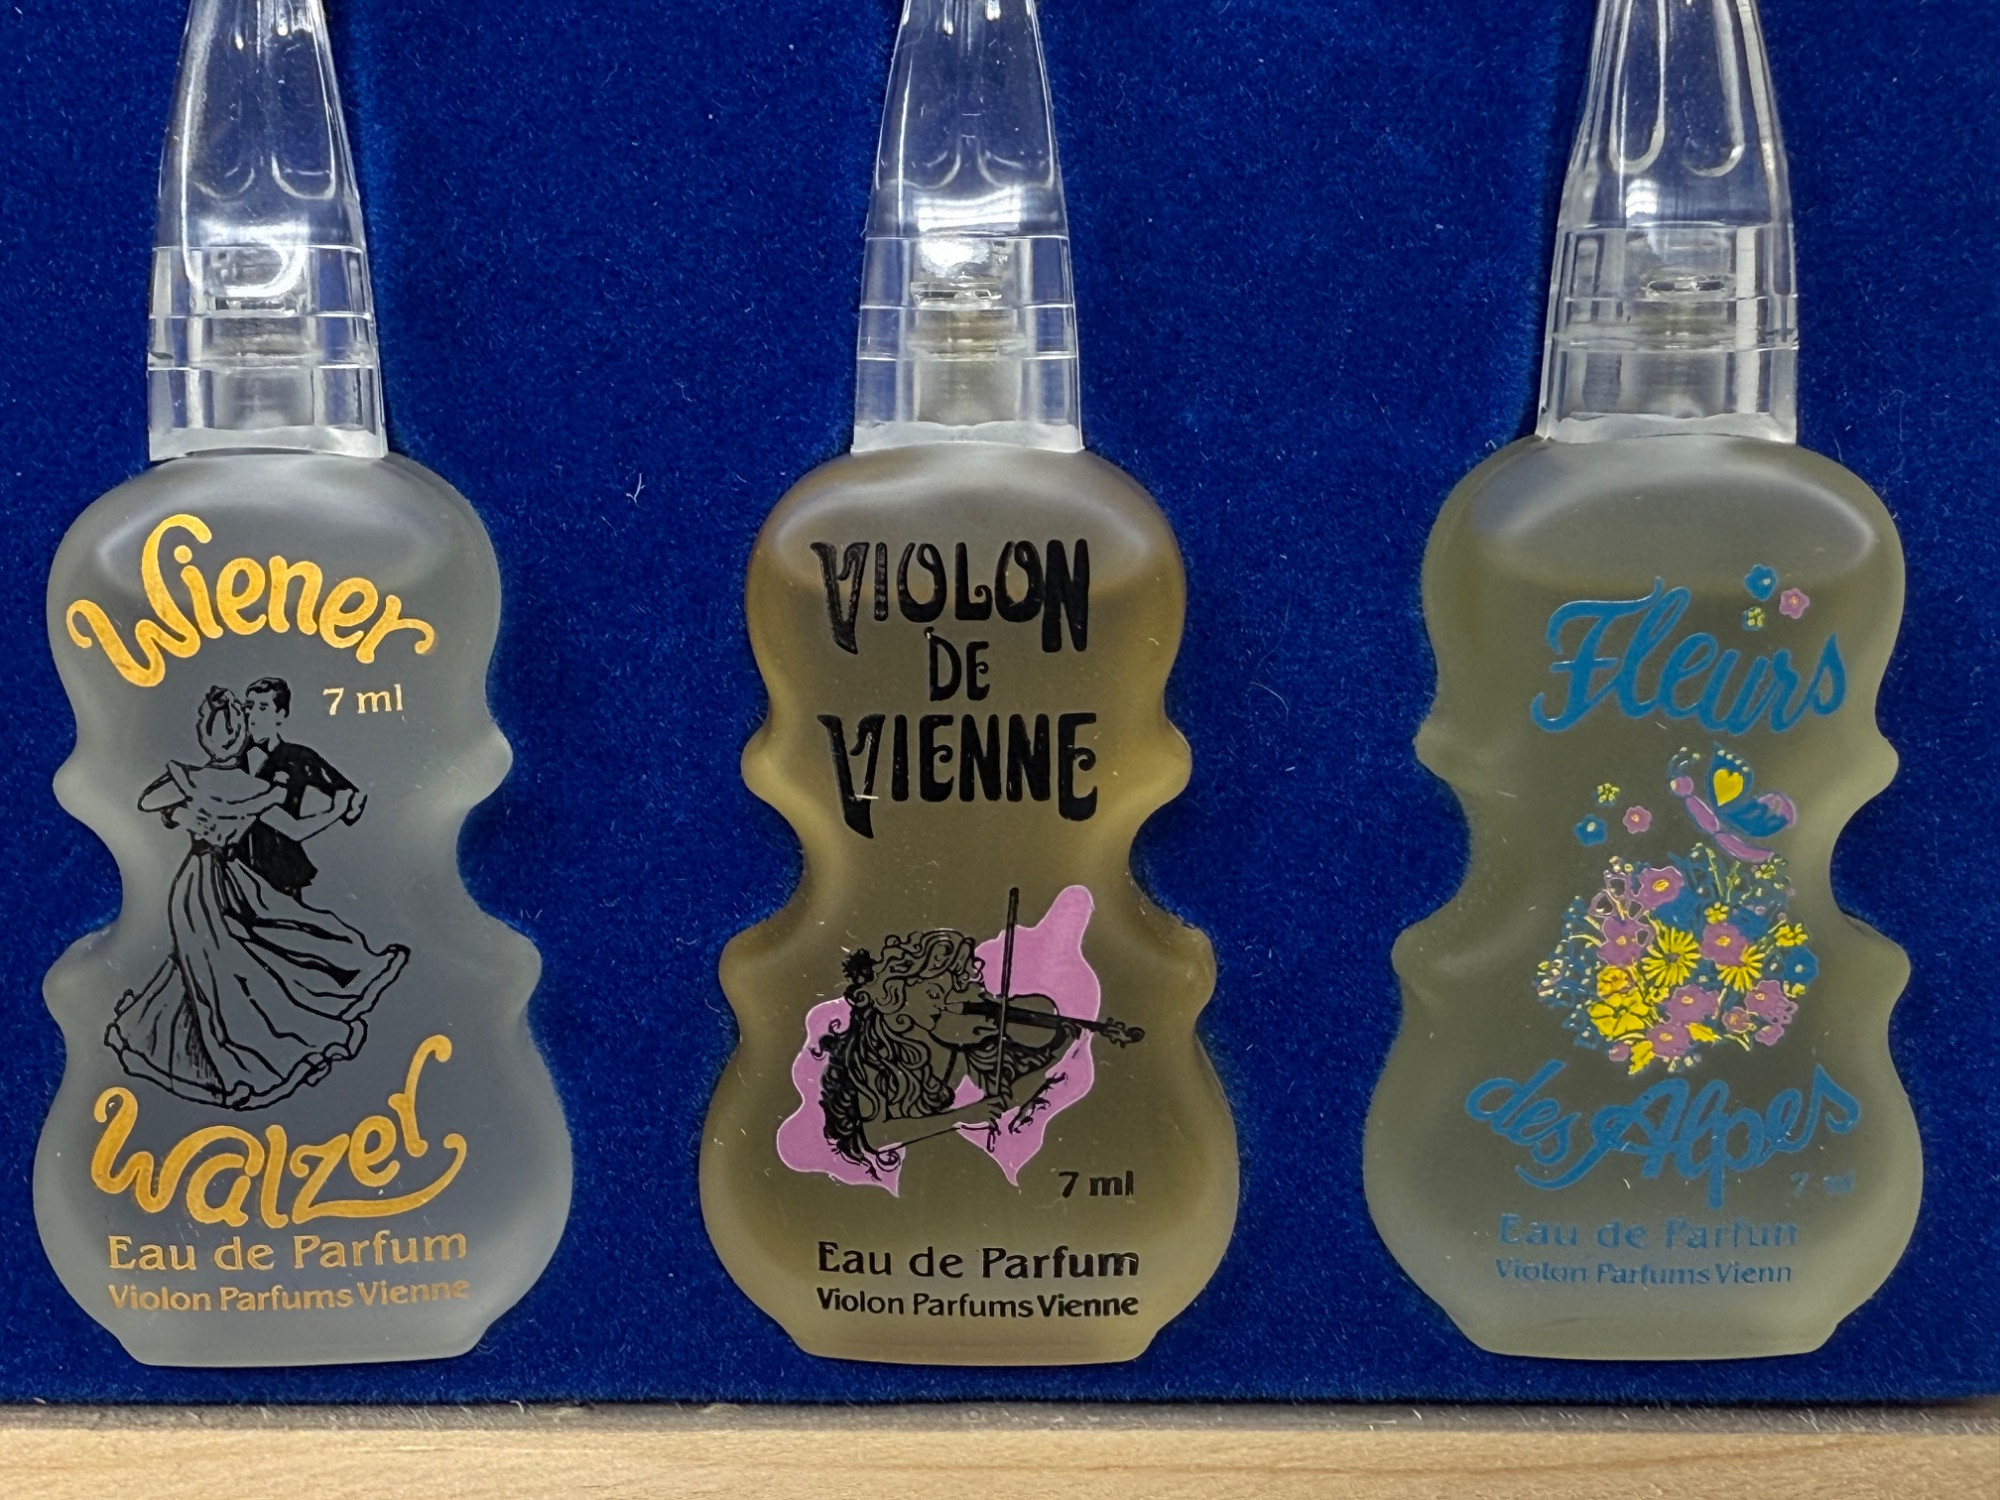 Wiener
7 ml
Walzer
Eau de Parfum
Violon Parfums Vienne
VIOLON
DE
VIENNE
7 ml
Eau de Parfum
Violon Parfums Vienne
Fleurs
des Alpes
7 ml
Eau de Parfum
Violon Parfums Vienn